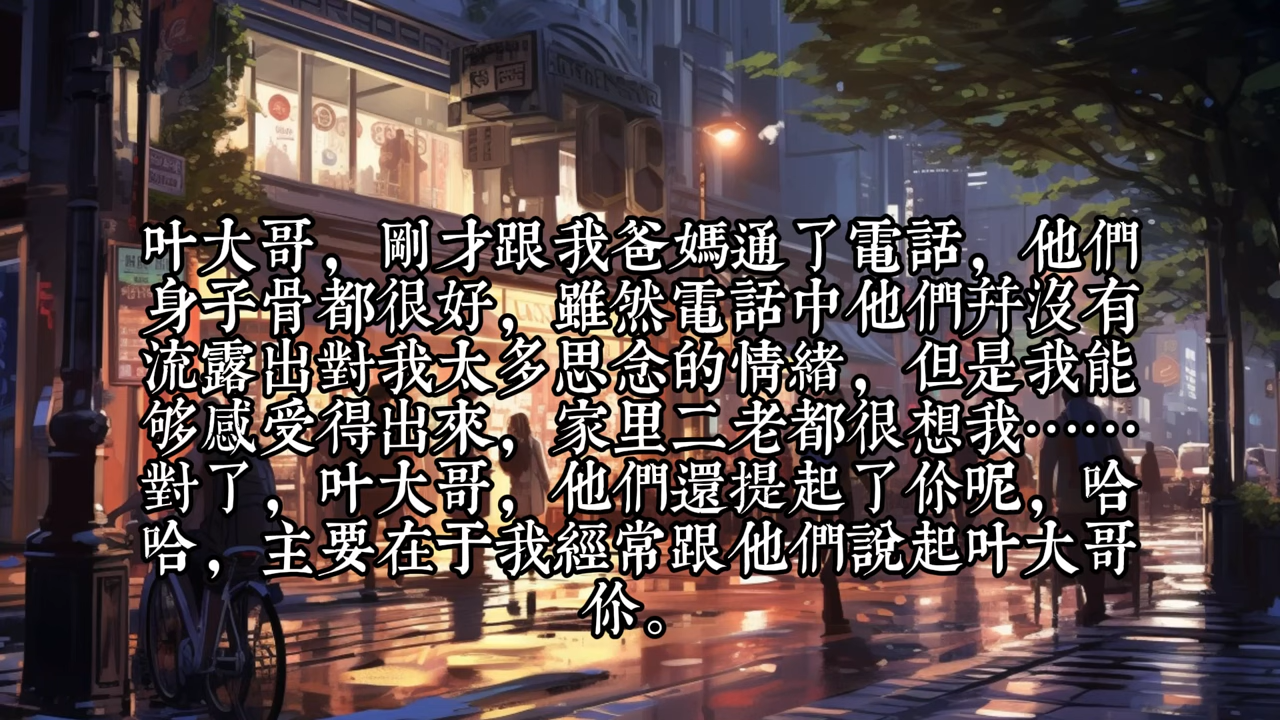 叶大哥，剛才跟我爸媽通了電話，他們
身子骨都很好，雖然電話中他們并沒有
流露出對我太多思念的情緒，但是我能
够感受得出來，家里二老都很想我……
對了，叶大哥，他們還提起了伱呢，哈
哈，主要在于我經常跟他們說起叶大哥
伱。